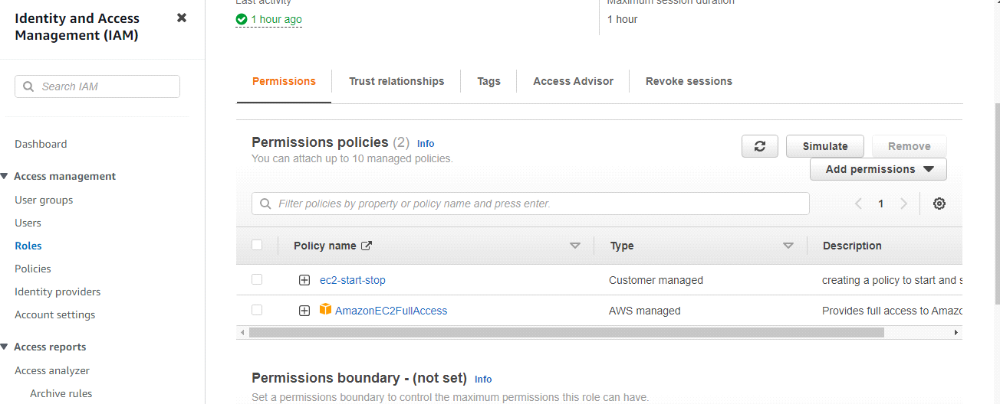 Identity and Access
Management (IAM)
Search IAM
Dashboard
Access management
User groups
Users
Roles
Policies
Identity providers
Account settings
Access reports
Access analyzer
Archive rules
Last activity
1 hour ago
Maximum session duration
1 hour
Permissions Trust relationships Tags Access Advisor Revoke sessions
Permissions policies (2) Info
You can attach up to 10 managed policies.
Simulate Remove
Add permissions
Filter policies by property or policy name and press enter.
1
Policy name Type Description
ec2-start-stop Customer managed creating a policy to start and s
AmazonEC2FullAccess AWS managed Provides full access to Amazo
Permissions boundary - (not set) Info
Set a permissions boundary to control the maximum permissions this role can have.